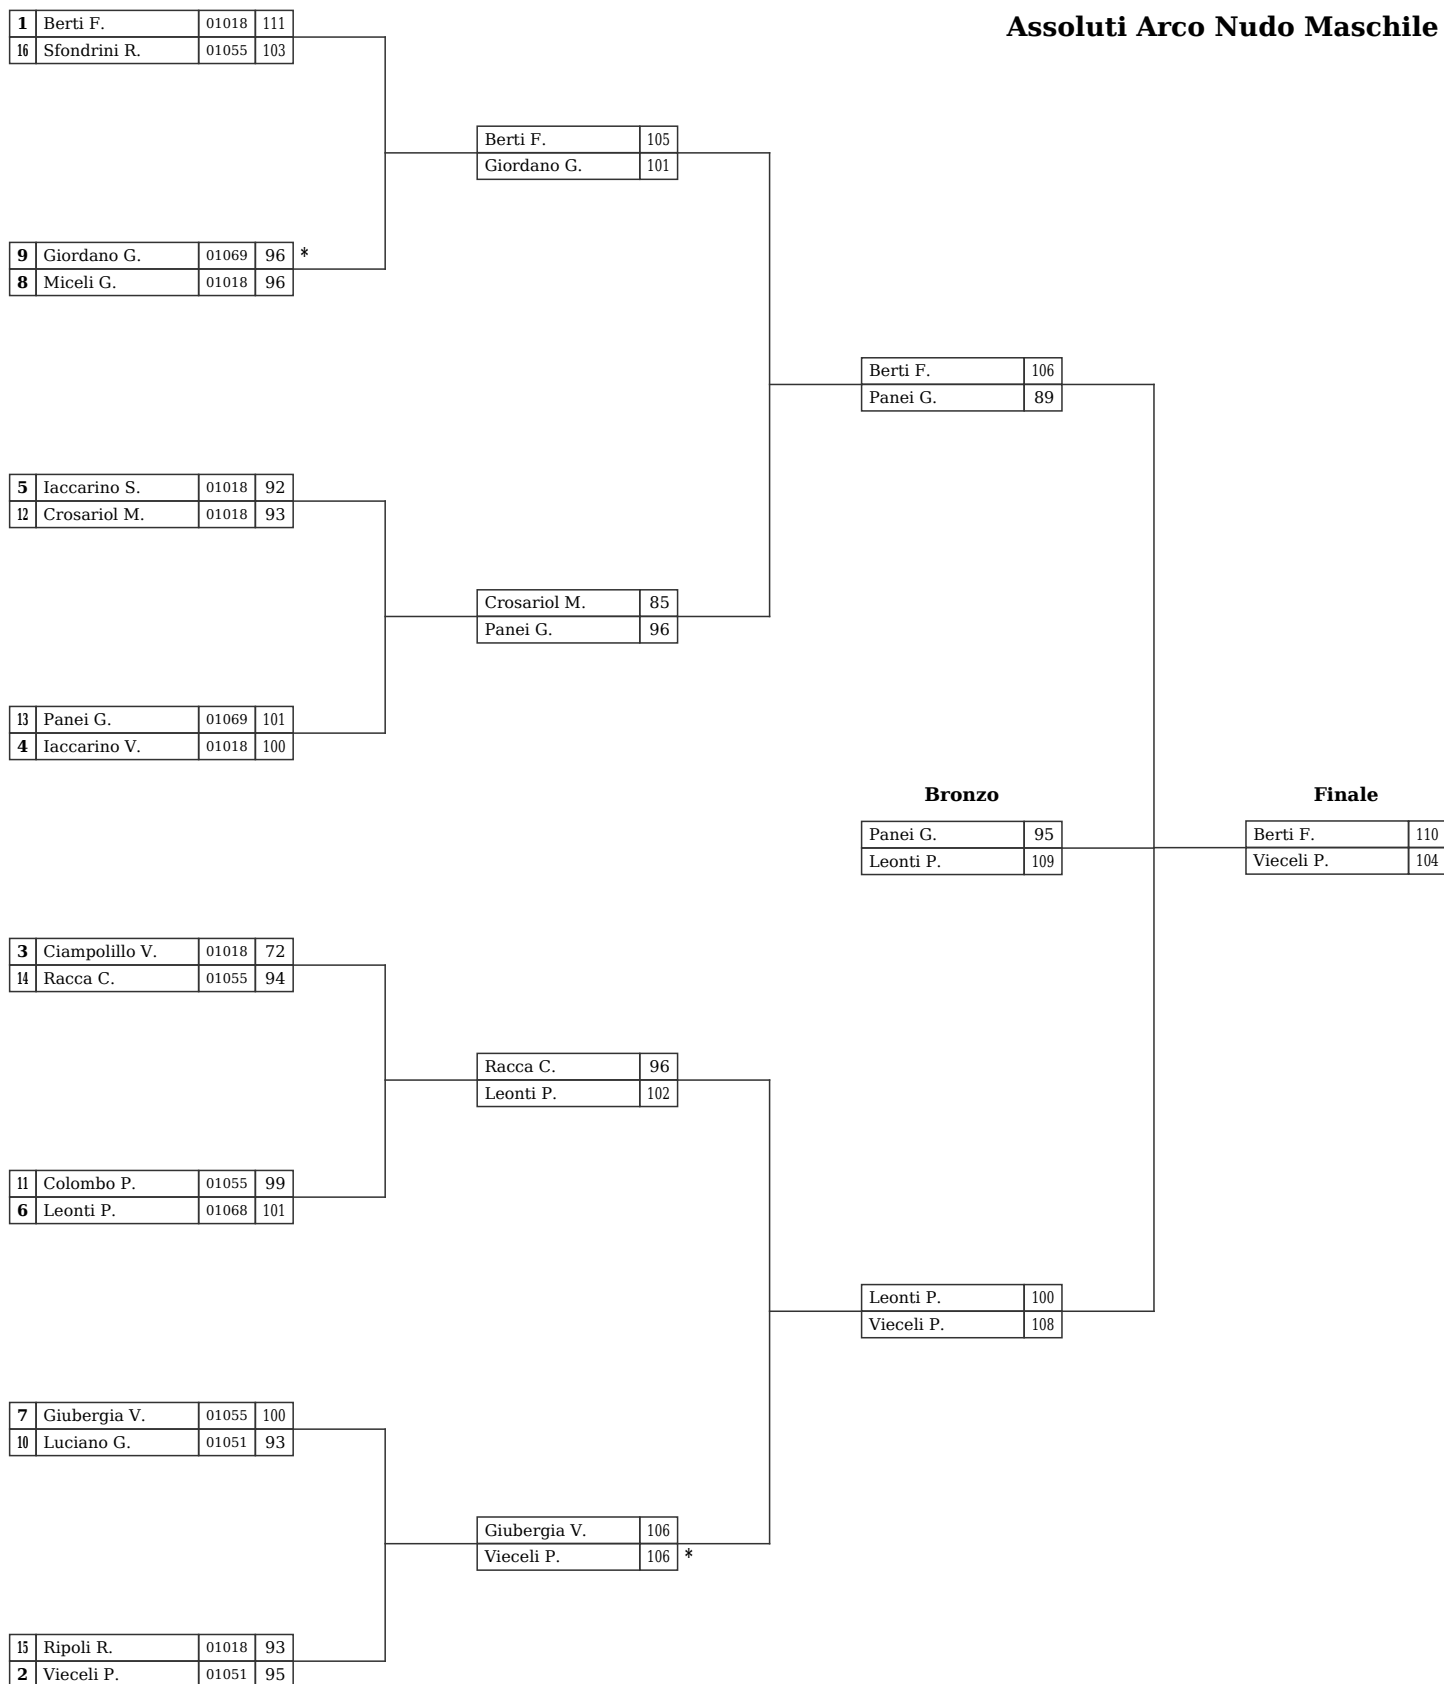 Assoluti Arco Nudo Maschile
1 Berti F. 01018 111
16 Sfondrini R. 01055 103
Berti F. 105
Giordano G. 101
9 Giordano G. 01069 96 *
8 Miceli G. 01018 96
Berti F. 106
Panei G. 89
5 Iaccarino S. 01018 92
12 Crosariol M. 01018 93
Crosariol M. 85
Panei G. 96
13 Panei G. 01069 101
4 Iaccarino V. 01018 100
Bronzo
Panei G. 95
Leonti P. 109
Finale
Berti F. 110
Vieceli P. 104
3 Ciampolillo V. 01018 72
14 Racca C. 01055 94
Racca C. 96
Leonti P. 102
11 Colombo P. 01055 99
6 Leonti P. 01068 101
Leonti P. 100
Vieceli P. 108
7 Giubergia V. 01055 100
10 Luciano G. 01051 93
Giubergia V. 106
Vieceli P. 106 *
15 Ripoli R. 01018 93
2 Vieceli P. 01051 95